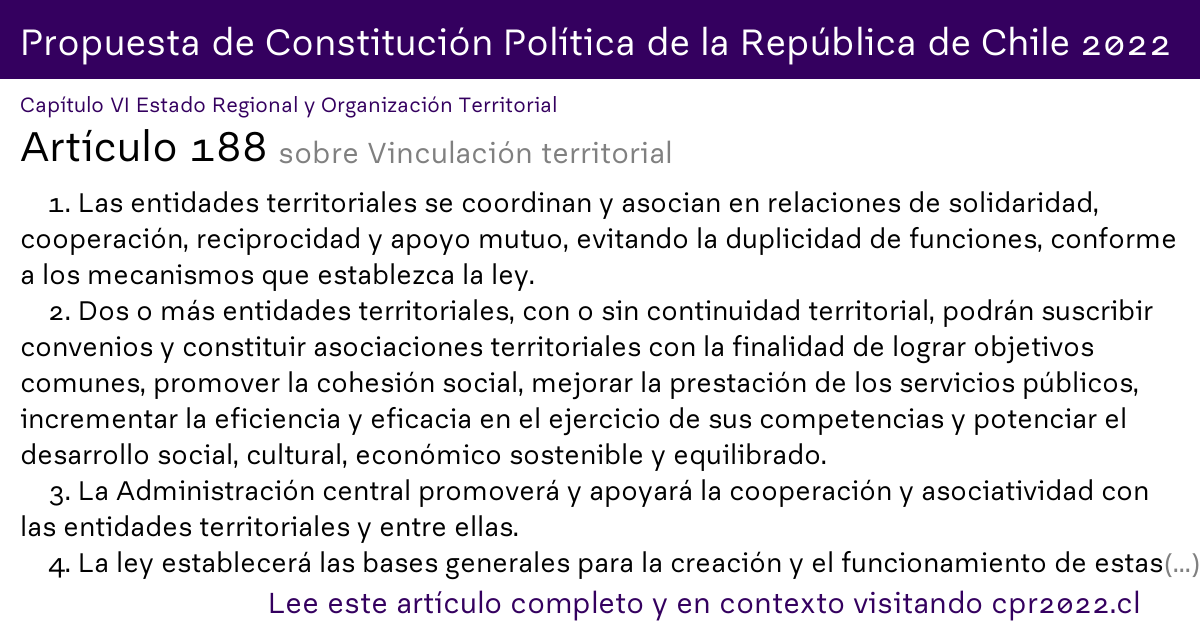 Propuesta de Constitución Política de la República de Chile 2022
Capítulo VI Estado Regional y Organización Territorial
Artículo 188 sobre Vinculación territorial
1. Las entidades territoriales se coordinan y asocian en relaciones de solidaridad,
cooperación, reciprocidad y apoyo mutuo, evitando la duplicidad de funciones, conforme
a los mecanismos que establezca la ley.
2. Dos o más entidades territoriales, con o sin continuidad territorial, podrán suscribir
convenios y constituir asociaciones territoriales con la finalidad de lograr objetivos
comunes, promover la cohesión social, mejorar la prestación de los servicios públicos,
incrementar la eficiencia y eficacia en el ejercicio de sus competencias y potenciar el
desarrollo social, cultural, económico sostenible y equilibrado.
3. La Administración central promoverá y apoyará la cooperación y asociatividad con
las entidades territoriales y entre ellas.
4. La ley establecerá las bases generales para la creación y el funcionamiento de estas(...)
Lee este artículo completo y en contexto visitando cpr2022.cl